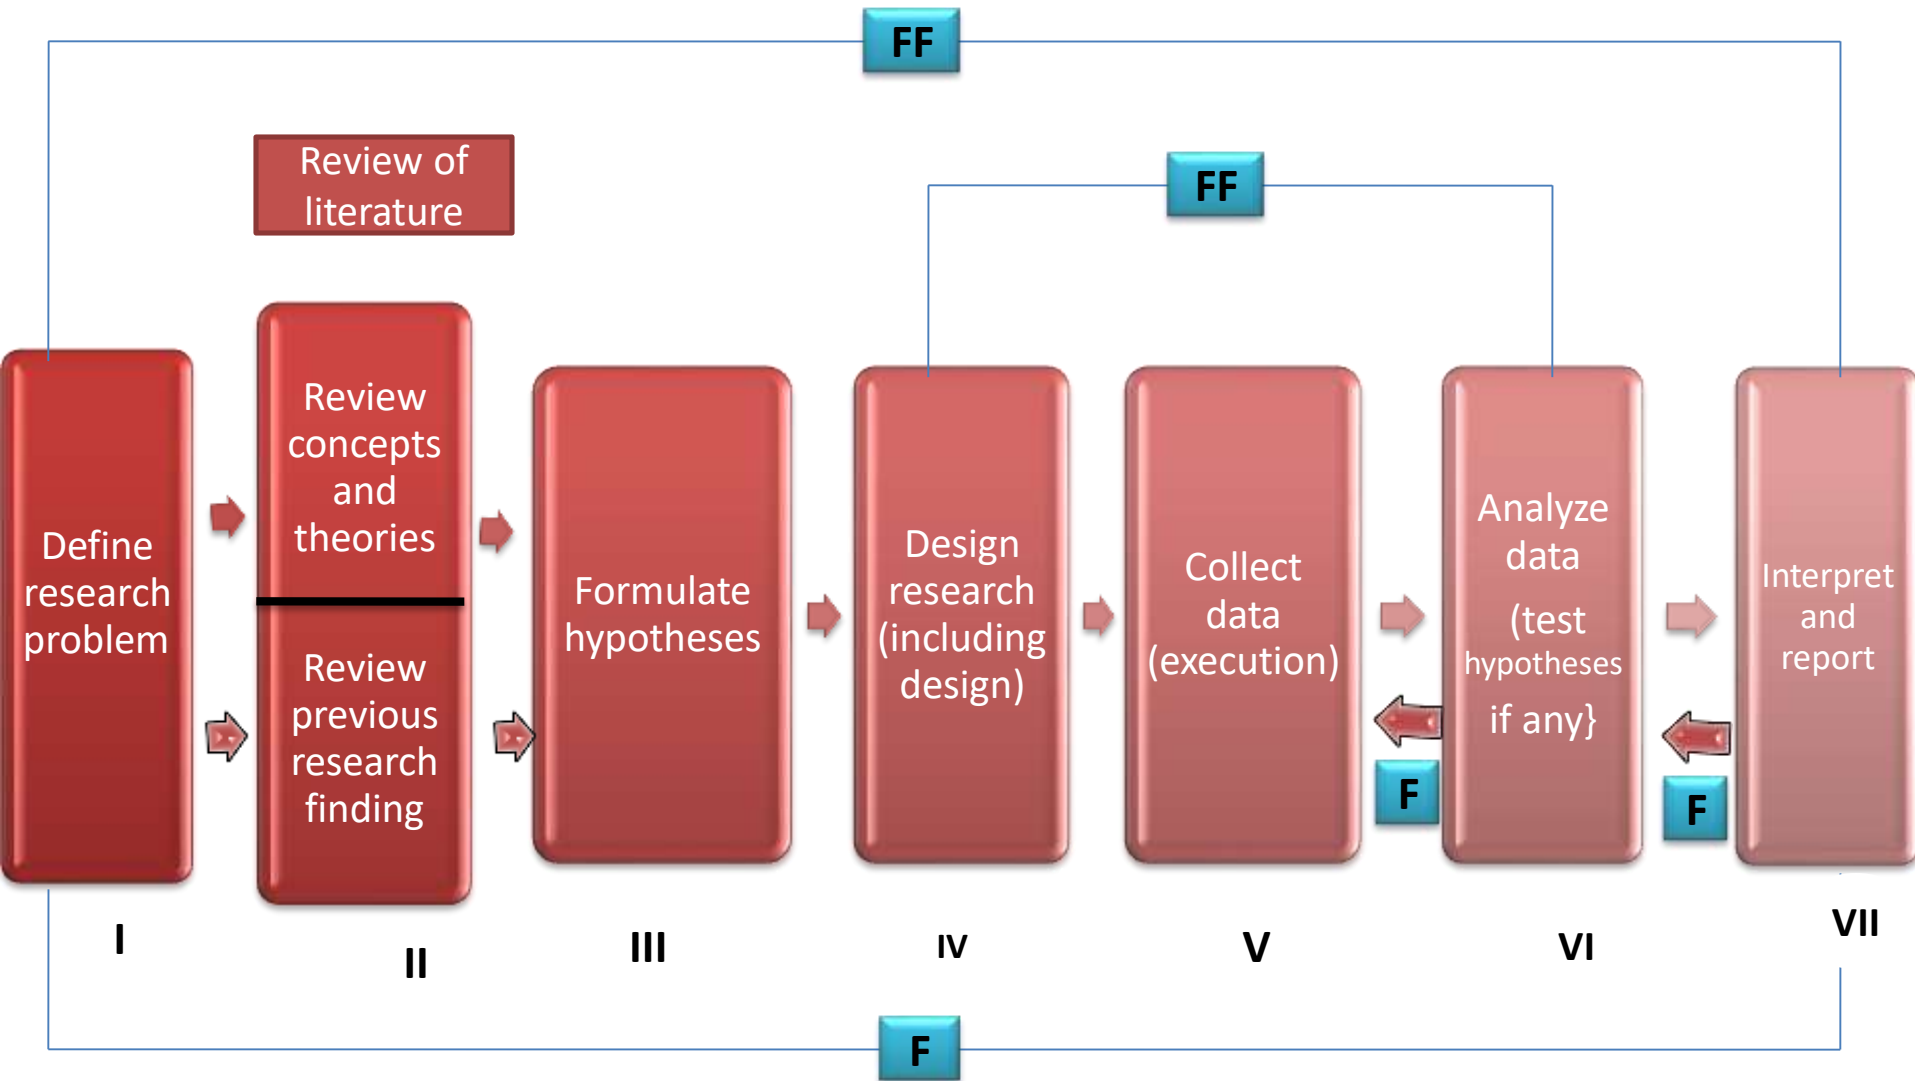 FF
FF
Review of
literature
Define
research
problem
Review
concepts
and
theories
Review
previous
research
finding
Formulate
hypotheses
Design
research
(including
design)
Collect
data
(execution)
Analyze
data
(test
hypotheses
if any}
Interpret
and
report
F
F
I
II
III
IV
V
VI
VII
F